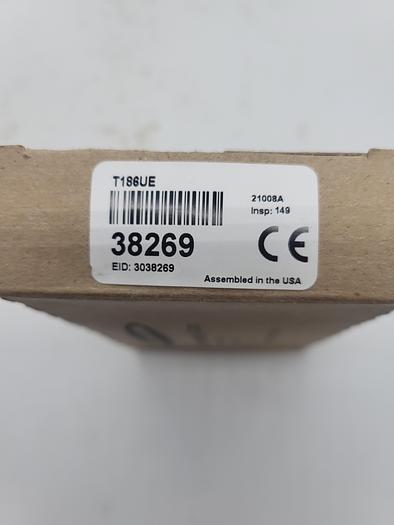 T186UE
21008A
Insp: 149
38269
CE
EID: 3038269
Assembled in the USA